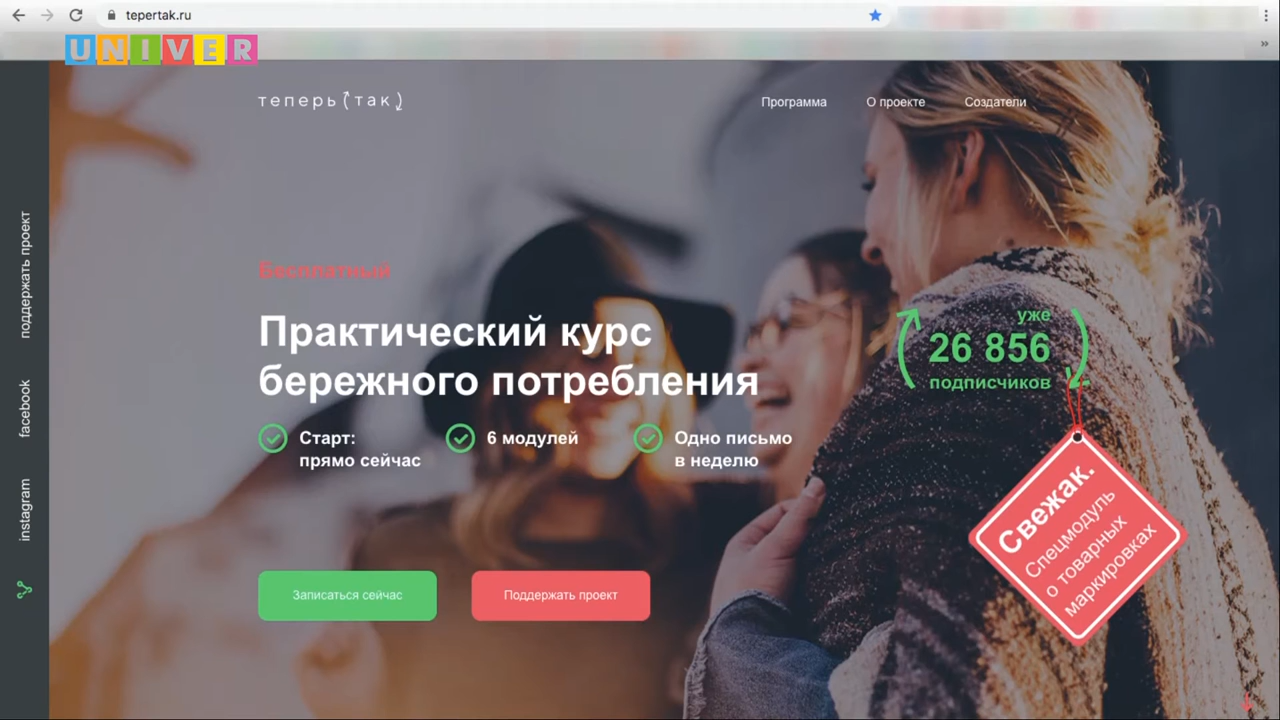 tepertak.ru
UNIVER
теперь (так)
Программа
О проекте
Создатели
поддержать проект
facebook
instagram
Бесплатный
Практический курс
бережного потребления
Старт:
прямо сейчас
6 модулей
Одно письмо
в неделю
уже
26 856
подписчиков
Свежак.
Спецмодуль
о товарных
маркировках
Записаться сейчас
Поддержать проект